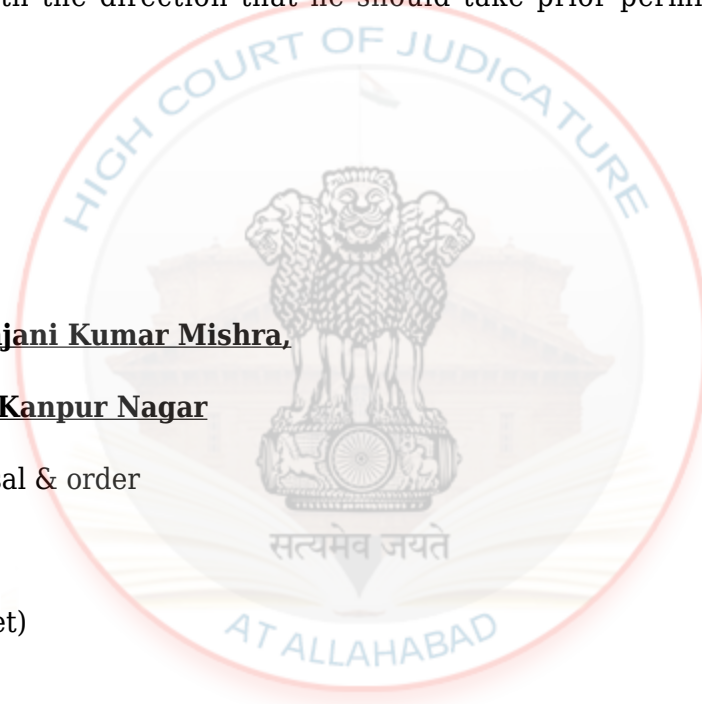 th the direction that he should take prior
HIGH COURT OF JUDICATURE
jani Kumar Mishra,
Kanpur Nagar
al & order
सत्यमेव जयते
et)
AT ALLAHABAD